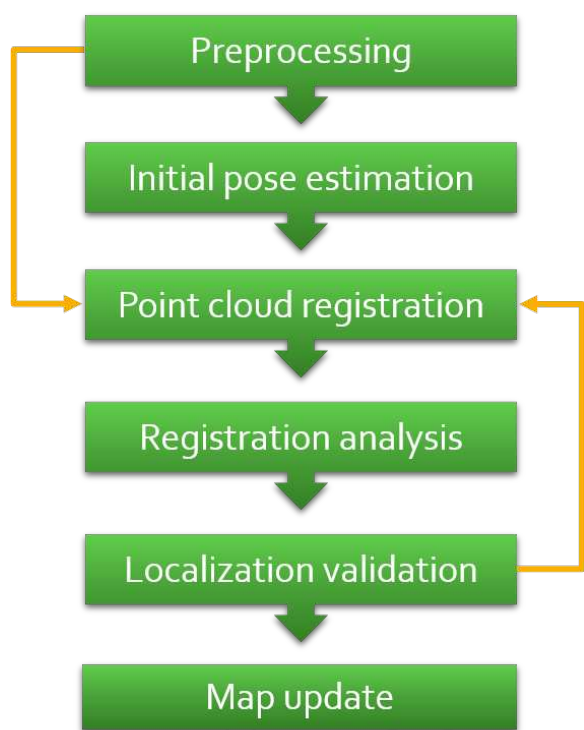 Preprocessing
Initial pose estimation
Point cloud registration
Registration analysis
Localization validation
Map update